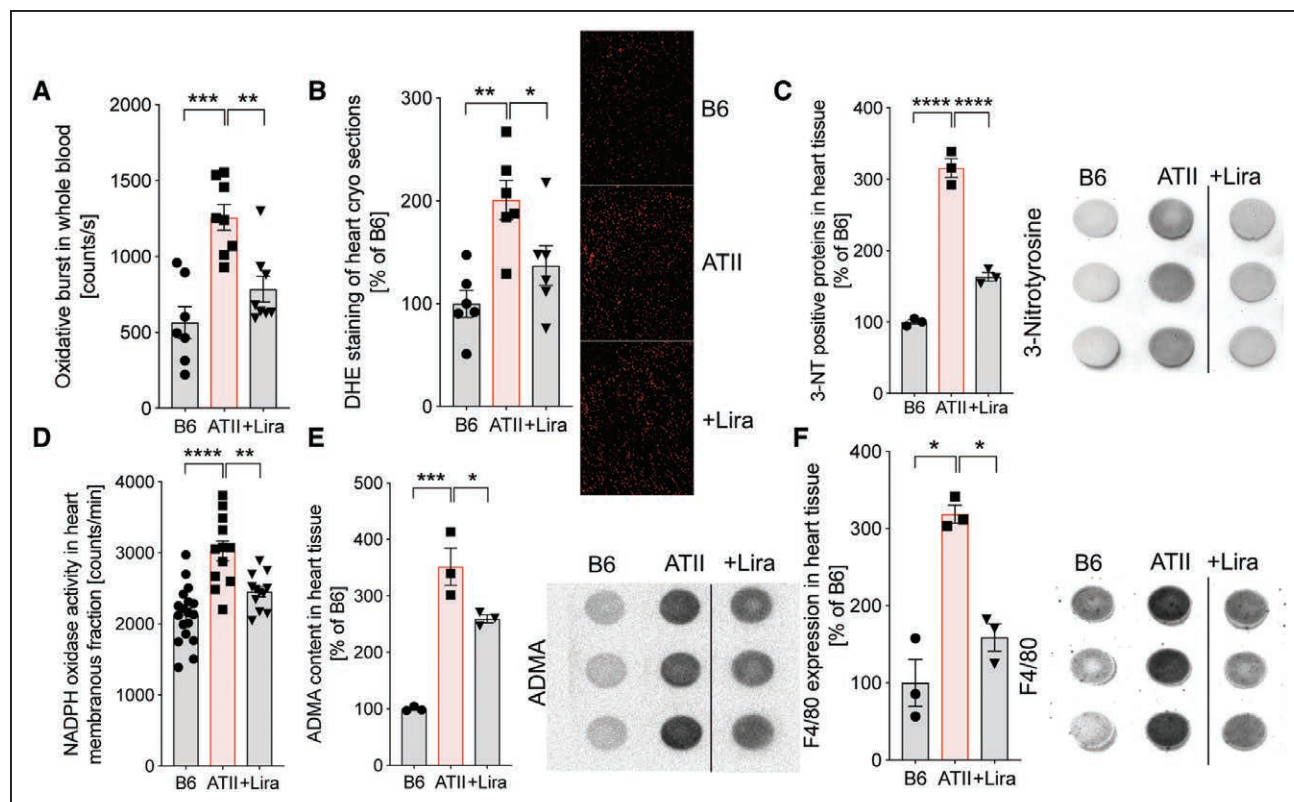 A
Oxidative burst in whole blood
[counts/s]
2000
1500
1000
500
0
*** **
B6 ATII +Lira
B
DHE staining of heart cryo sections
[% of B6]
300
200
100
0
** *
B6 ATII +Lira
B6
ATII
+Lira
C
3-NT positive proteins in heart tissue
[% of B6]
400
300
200
100
0
**** ****
B6 ATII +Lira
3-Nitrotyrosine
B6 ATII +Lira
D
NADPH oxidase activity in heart
membranous fraction [counts/min]
4000
3000
2000
1000
0
**** **
B6 ATII +Lira
E
ADMA content in heart tissue
[% of B6]
500
400
300
200
100
0
*** *
B6 ATII +Lira
ADMA
B6 ATII +Lira
F
F4/80 expression in heart tissue
[% of B6]
400
300
200
100
0
* *
B6 ATII +Lira
F4/80
B6 ATII +Lira